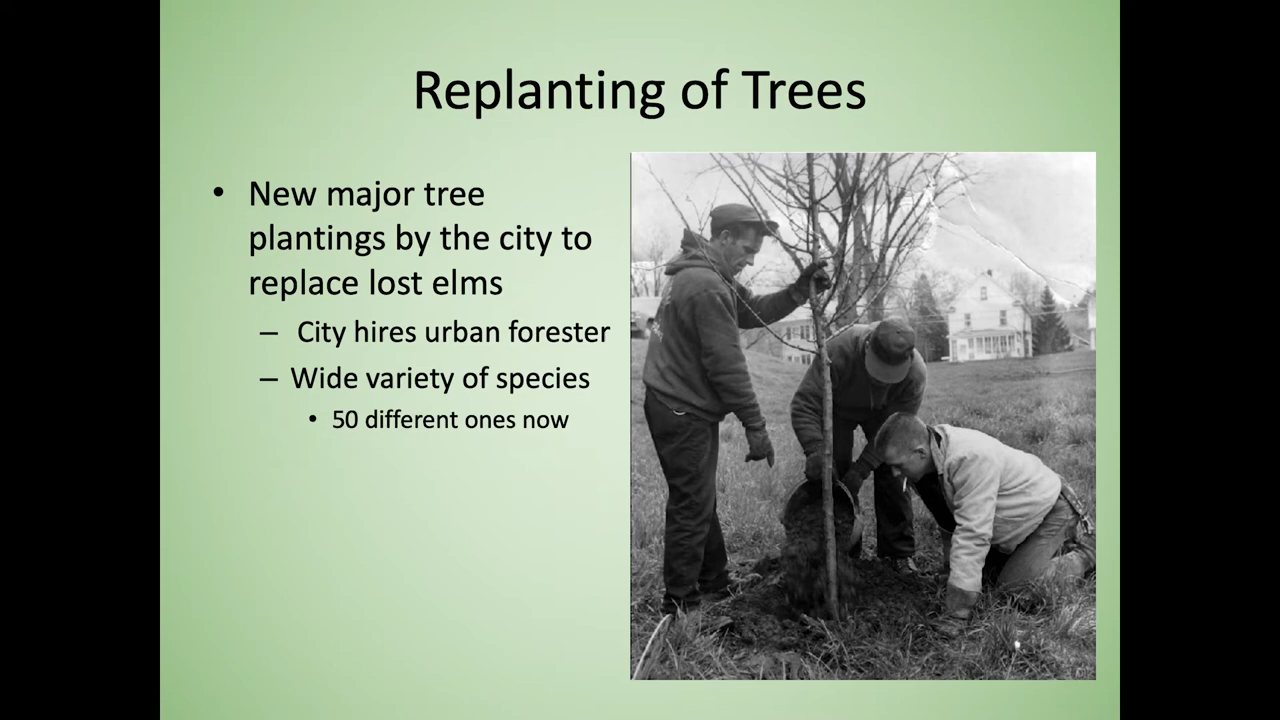 Replanting of Trees
• New major tree
plantings by the city to
replace lost elms
– City hires urban forester
– Wide variety of species
• 50 different ones now